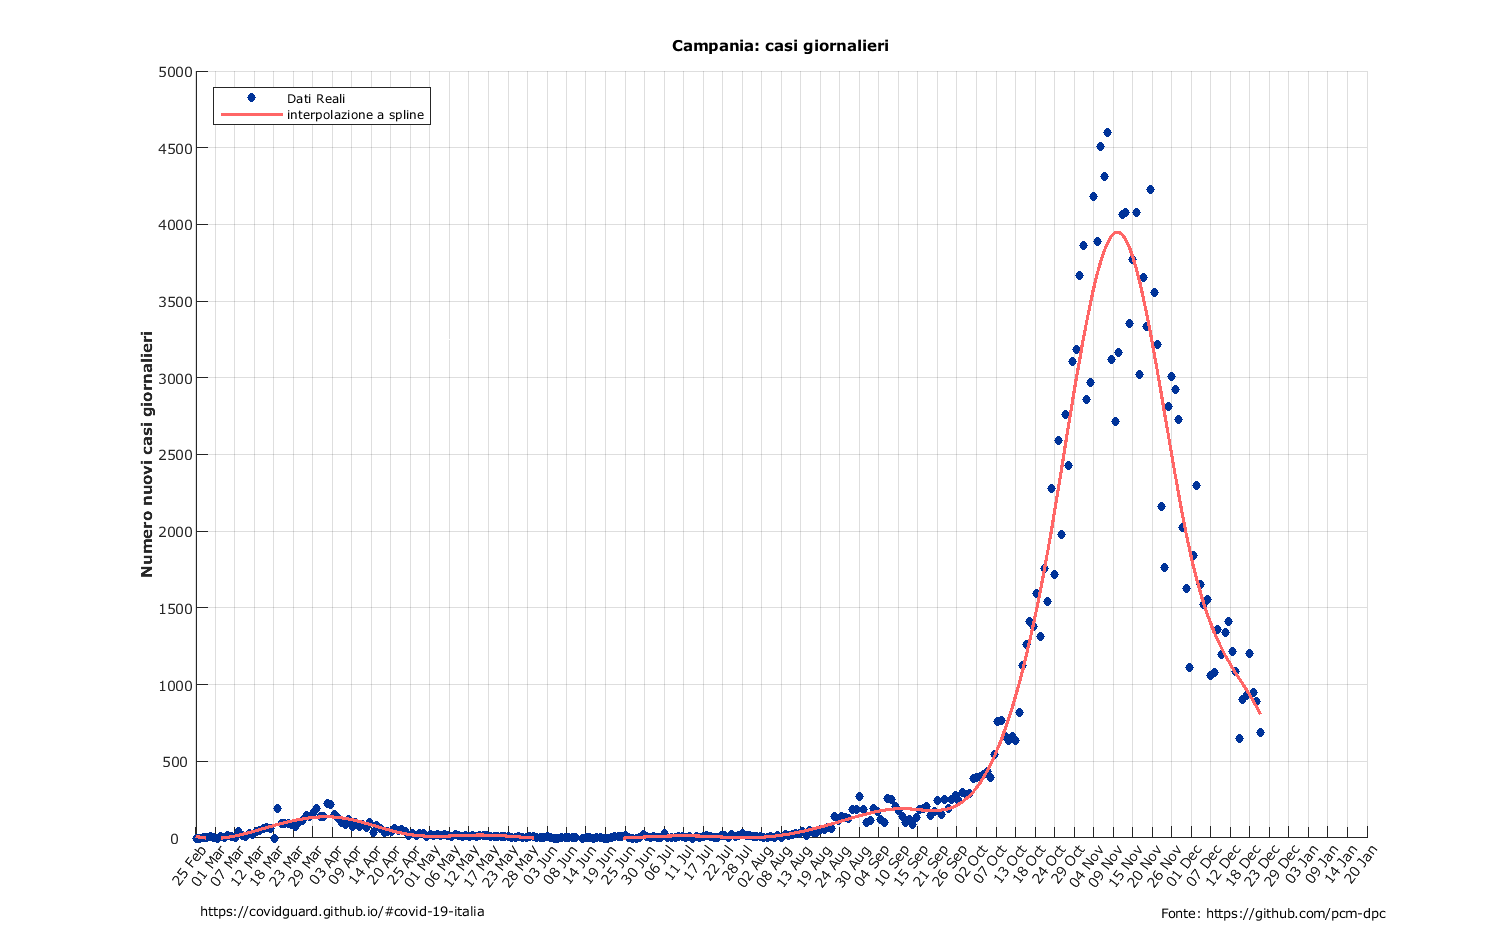 Campania: casi giornalieri
Dati Reali
interpolazione a spline
Numero nuovi casi giornalieri
5000
4500
4000
3500
3000
2500
2000
1500
1000
500
0
25 Feb
01 Mar
07 Mar
12 Mar
18 Mar
23 Mar
29 Mar
03 Apr
09 Apr
14 Apr
20 Apr
25 Apr
01 May
06 May
12 May
17 May
23 May
28 May
03 Jun
08 Jun
14 Jun
19 Jun
25 Jun
30 Jun
06 Jul
11 Jul
17 Jul
22 Jul
28 Jul
02 Aug
08 Aug
13 Aug
19 Aug
24 Aug
30 Aug
04 Sep
10 Sep
15 Sep
21 Sep
26 Sep
02 Oct
07 Oct
13 Oct
18 Oct
24 Oct
29 Oct
04 Nov
09 Nov
15 Nov
20 Nov
26 Nov
01 Dec
07 Dec
12 Dec
18 Dec
23 Dec
29 Dec
03 Jan
09 Jan
14 Jan
20 Jan
https://covidguard.github.io/#covid-19-italia
Fonte: https://github.com/pcm-dpc